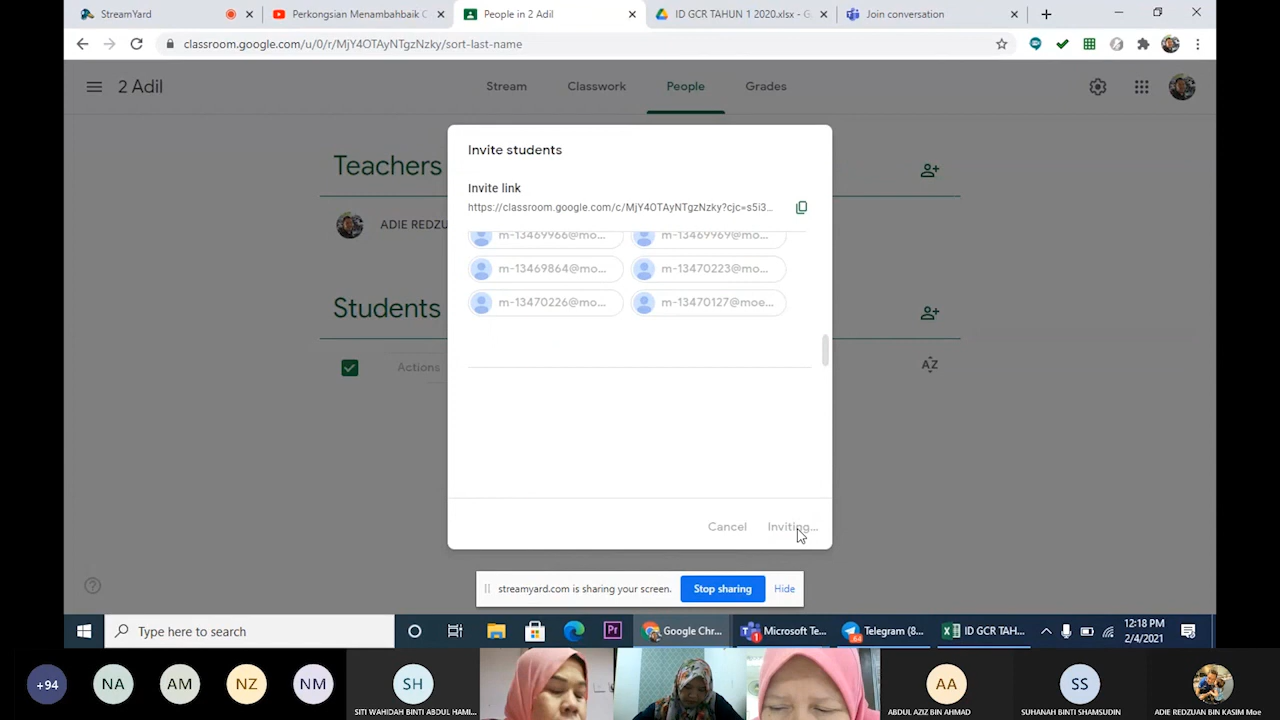 StreamYard
Perkongsian Menambahbaik C
People in 2 Adil
ID GCR TAHUN 1 2020.xlsx - G
Join conversation
classroom.google.com/u/0/r/MjY4OTAyNTgzNzky/sort-last-name
2 Adil
Stream
Classwork
People
Grades
Teachers
ADIE REDZU
Students
Actions
AZ
Invite students
Invite link
https://classroom.google.com/c/MjY4OTAyNTgzNzky?cjc=s5i3...
m-13469966@mo...
m-13469969@mo...
m-13469864@mo...
m-13470223@mo...
m-13470226@mo...
m-13470127@moe...
Cancel
Inviting...
streamyard.com is sharing your screen.
Stop sharing
Hide
Type here to search
Pr
Google Chr...
Microsoft Te...
Telegram (8...
ID GCR TAH...
12:18 PM
2/4/2021
+94
NA
AM
NZ
NM
SH
AA
SS
SITI WAHIDAH BINTI ABDUL HAMI...
ABDUL AZIZ BIN AHMAD
SUHANAH BINTI SHAMSUDIN
ADIE REDZUAN BIN KASIM Moe